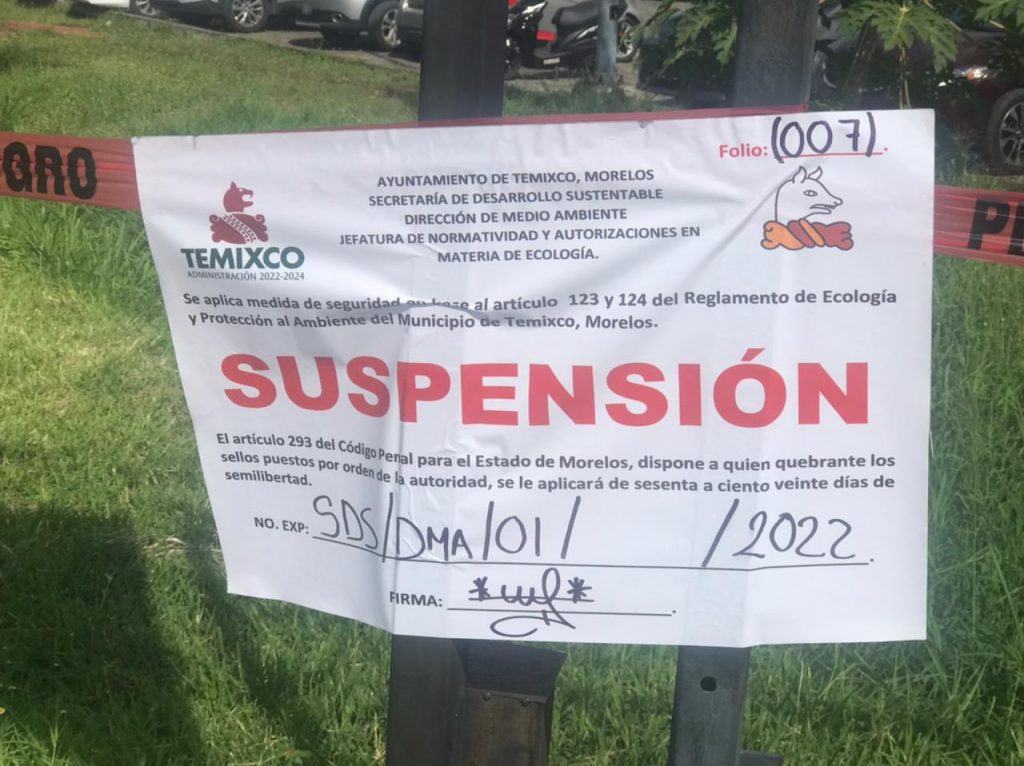 Folio: (007).
AYUNTAMIENTO DE TEMIXCO, MORELOS
SECRETARÍA DE DESARROLLO SUSTENTABLE
DIRECCIÓN DE MEDIO AMBIENTE
JEFATURA DE NORMATIVIDAD Y AUTORIZACIONES EN
MATERIA DE ECOLOGÍA.
TEMIXCO
ADMINISTRACIÓN 2022-2024
Se aplica medida de seguridad en base al artículo 123 y 124 del Reglamento de Ecología
y Protección al Ambiente del Municipio de Temixco, Morelos.
SUSPENSIÓN
El artículo 293 del Código Penal para el Estado de Morelos, dispone a quien quebrante los
sellos puestos por orden de la autoridad, se le aplicará de sesenta a ciento veinte días de
semilibertad.
NO. EXP: SDS/DMA/01/ /2022.
FIRMA:
GRO
PE